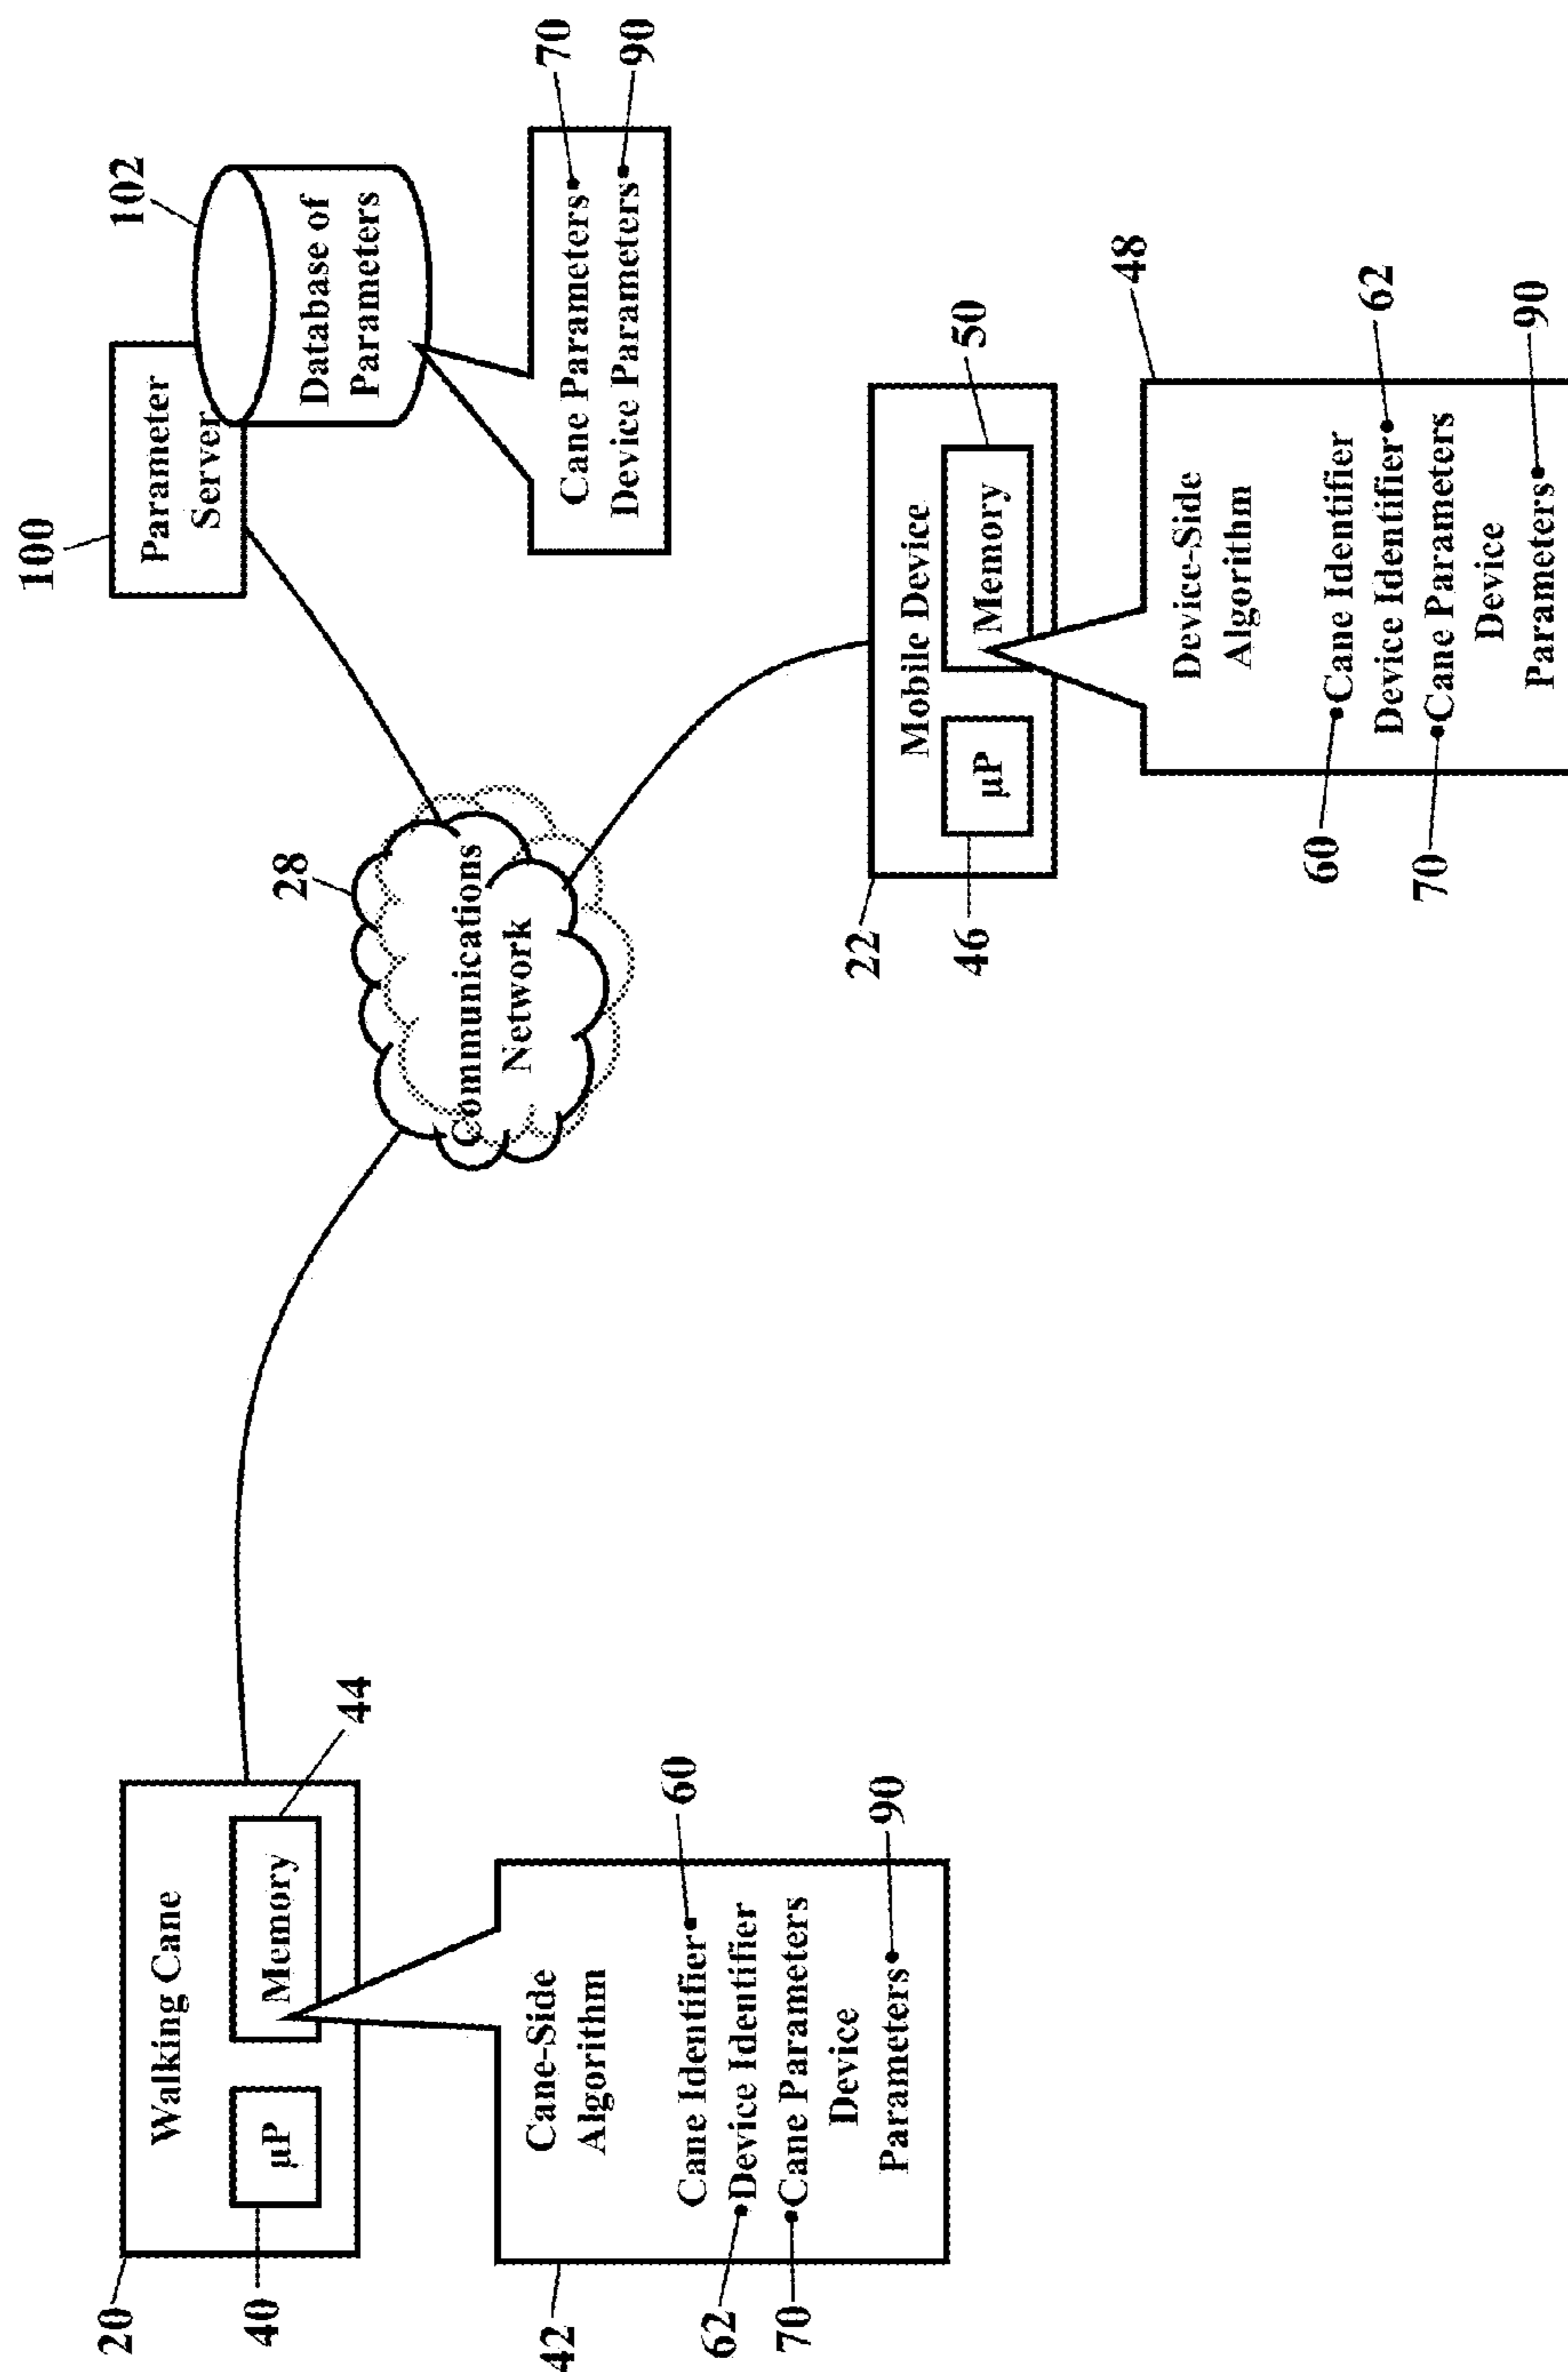 100
Parameter
Server
102
Database of
Parameters
Cane Parameters
70
Device Parameters
90
28
Communications
Network
20
Walking Cane
40
μP
Memory
44
42
Cane-Side
Algorithm
Cane Identifier
60
62
Device Identifier
70
Cane Parameters
Device
Parameters
90
22
Mobile Device
46
μP
Memory
50
48
Device-Side
Algorithm
60
Cane Identifier
Device Identifier
62
70
Cane Parameters
Device
Parameters
90